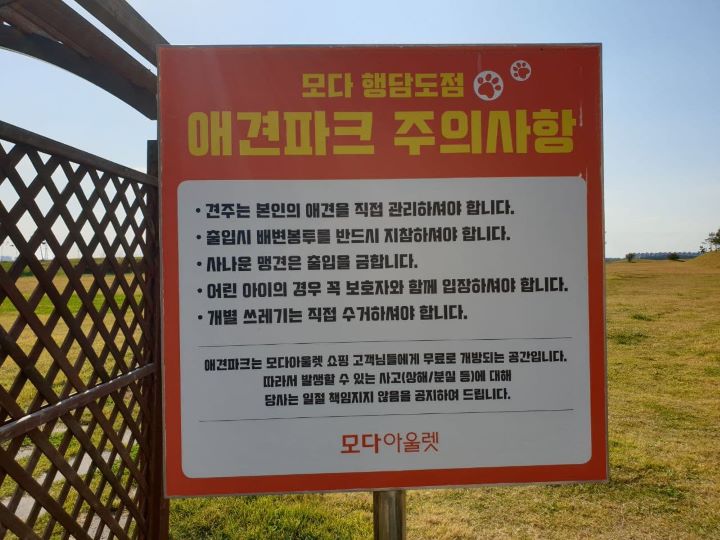 모다 행담도점
애견파크 주의사항
• 견주는 본인의 애견을 직접 관리하셔야 합니다.
• 출입시 배변봉투를 반드시 지참하셔야 합니다.
• 사나운 맹견은 출입을 금합니다.
• 어린 아이의 경우 꼭 보호자와 함께 입장하셔야 합니다.
• 개별 쓰레기는 직접 수거하셔야 합니다.
애견파크는 모다아울렛 쇼핑 고객님들에게 무료로 개방되는 공간입니다.
따라서 발생할 수 있는 사고(상해/분실 등)에 대해
당사는 일절 책임지지 않음을 공지하여 드립니다.
모다아울렛